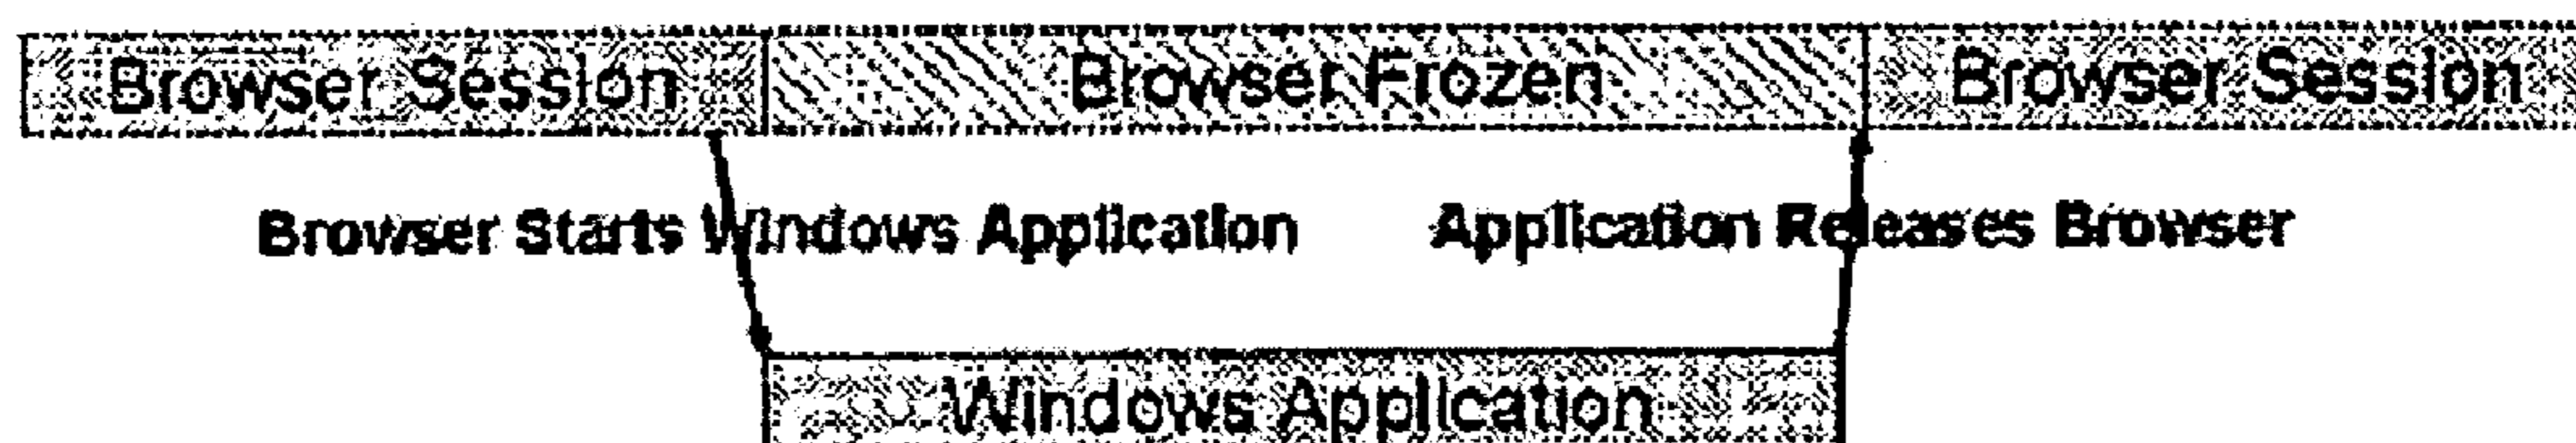 Browser Session Browser Frozen Browser Session
Browser Starts Windows Application Application Releases Browser
Windows Application